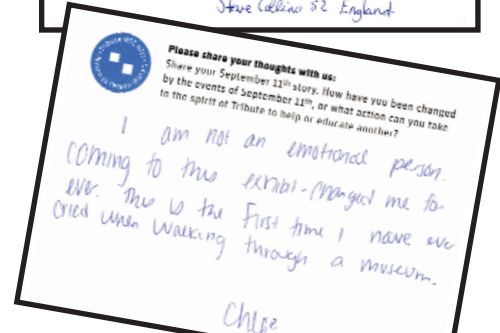 Steve Collins 52 England
Please share your thoughts with us:
Share your September 11th story. How have you been changed
by the events of September 11th, or what action can you take
in the spirit of Tribute to help or educate another?
I am not an emotional person.
Coming to this exhibit - changed me for
ever. This is the first time I have eve
cried when walking through a museum.
Chloe